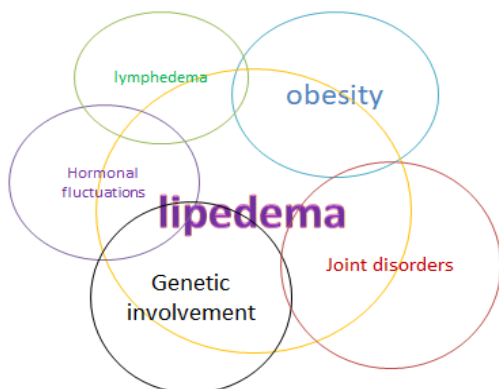 lymphedema
obesity
Hormonal
fluctuations
lipedema
Joint disorders
Genetic
involvement